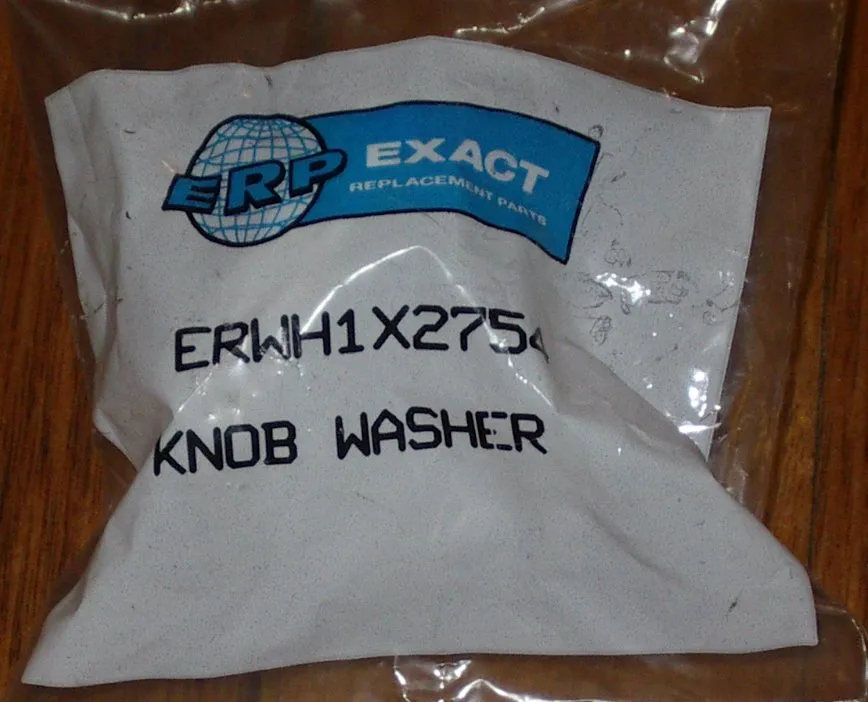 ERP EXACT
REPLACEMENT PARTS
ERWH1X2754
KNOB WASHER